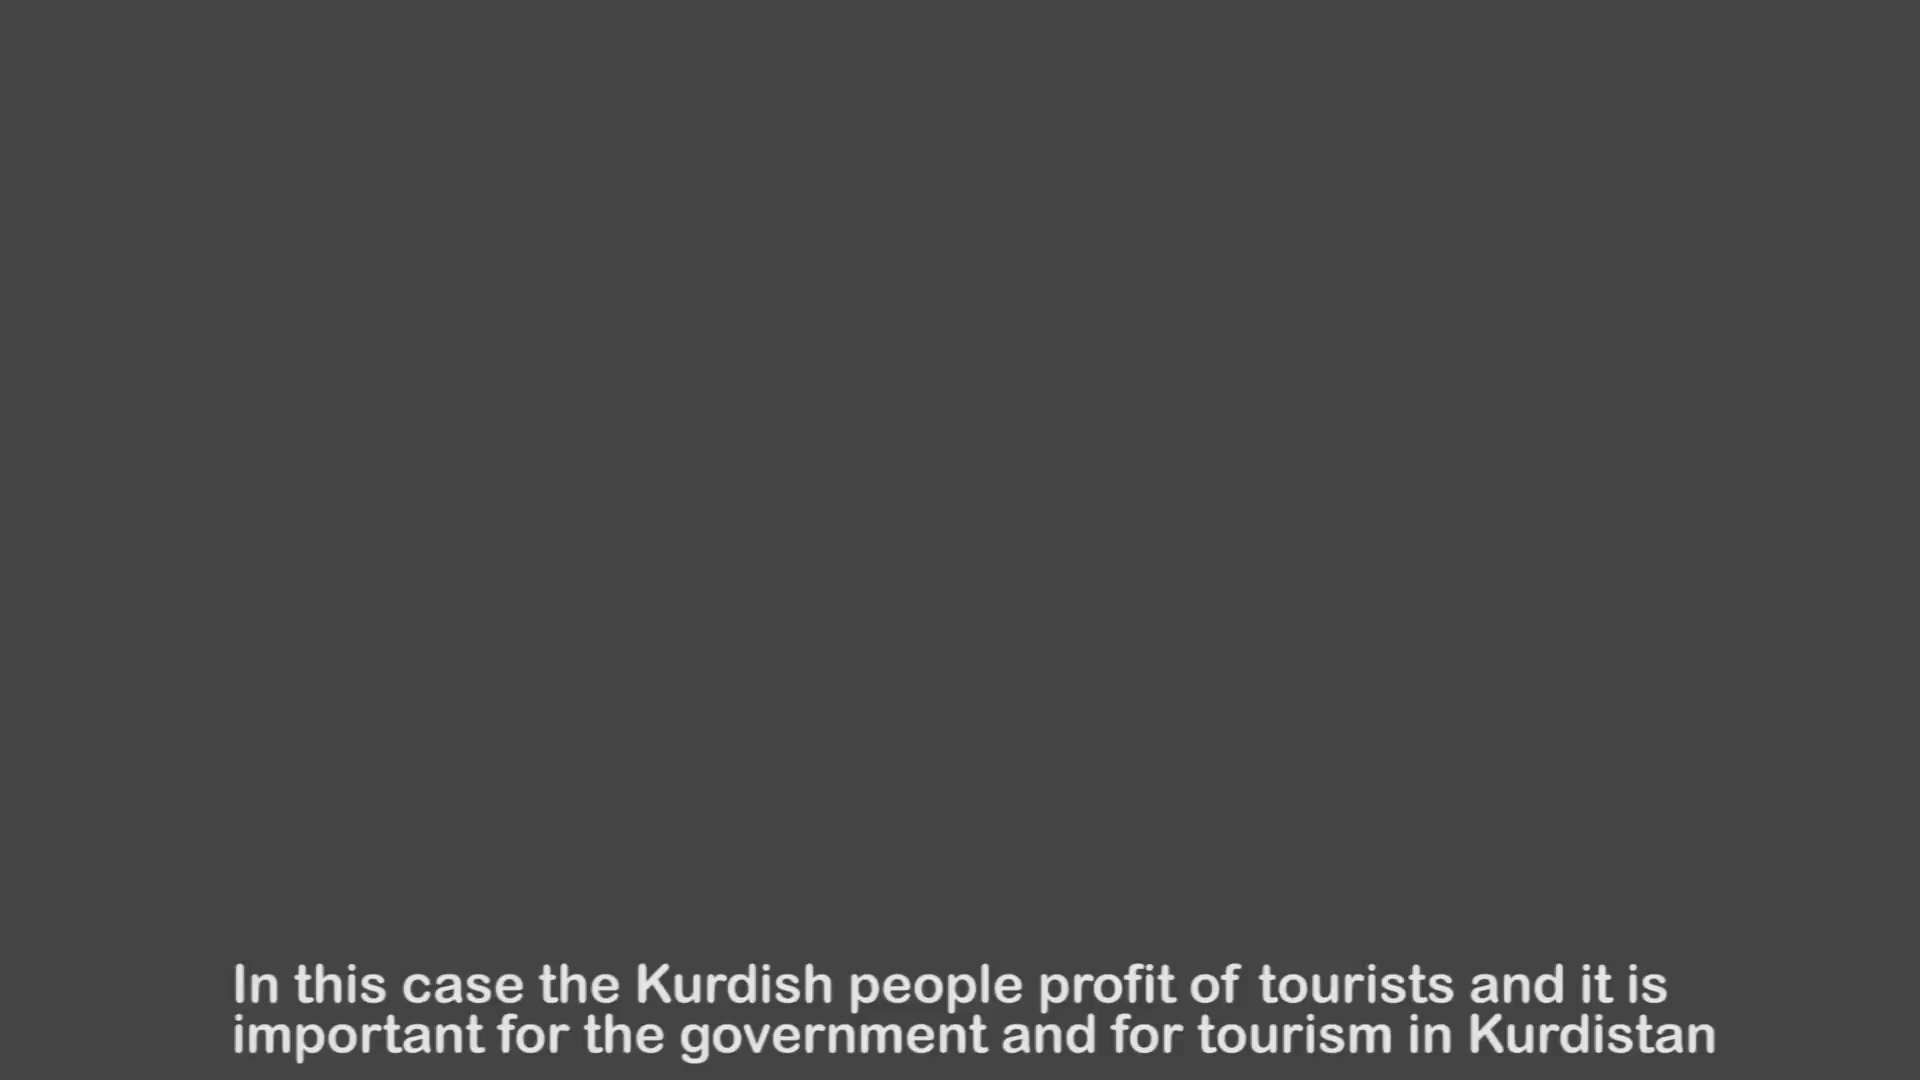 In this case the Kurdish people profit of tourists and it is
important for the government and for tourism in Kurdistan